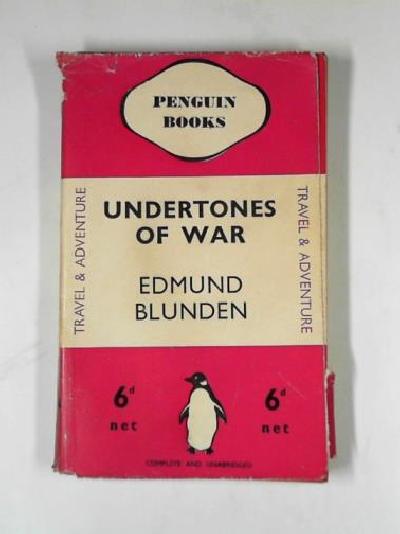 PENGUIN
BOOKS
TRAVEL & ADVENTURE
UNDERTONES
OF WAR
EDMUND
BLUNDEN
TRAVEL & ADVENTURE
6d
net
6d
net
COMPLETE AND UNABRIDGED